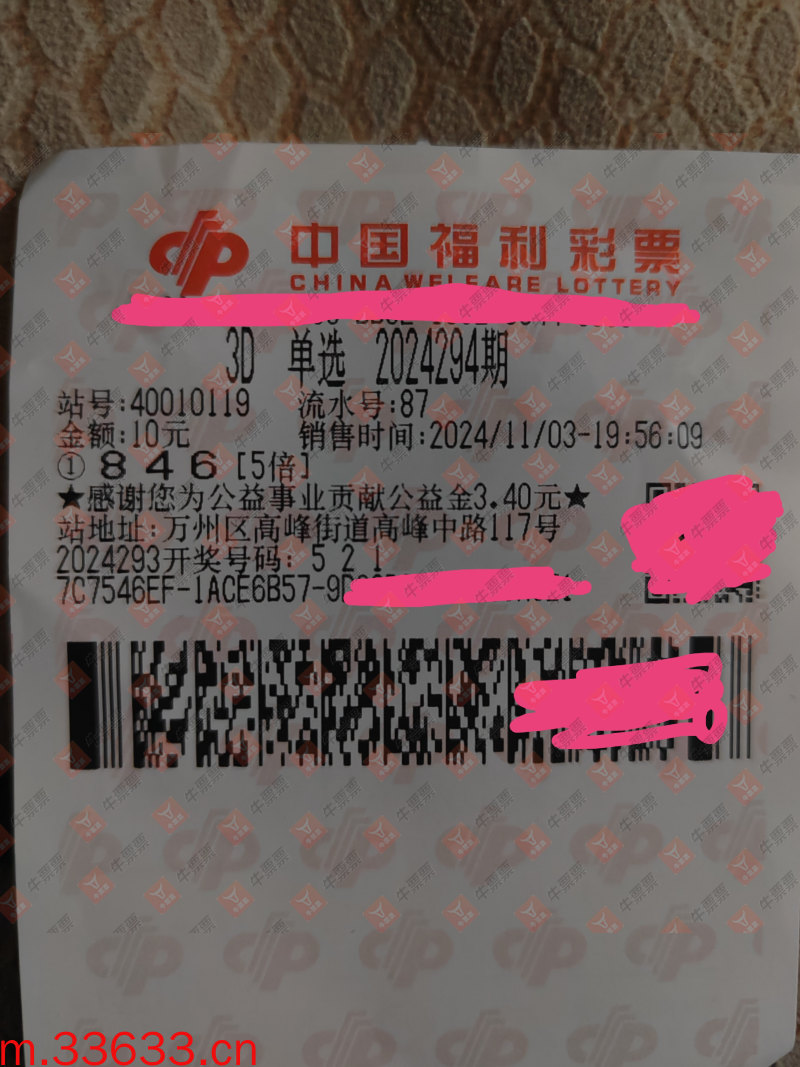 中国福利彩票
CHINA WELFARE LOTTERY
3D 单选 2024294期
站号:40010119 流水号:87
金额:10元 销售时间:2024/11/03-19:56:09
① 846 [5倍]
★感谢您为公益事业贡献公益金3.40元★
站地址: 万州区高峰街道高峰中路117号
2024293开奖号码: 5 2 1
7C7546EF-1ACE6B57-9
牛票票
m.33633.cn